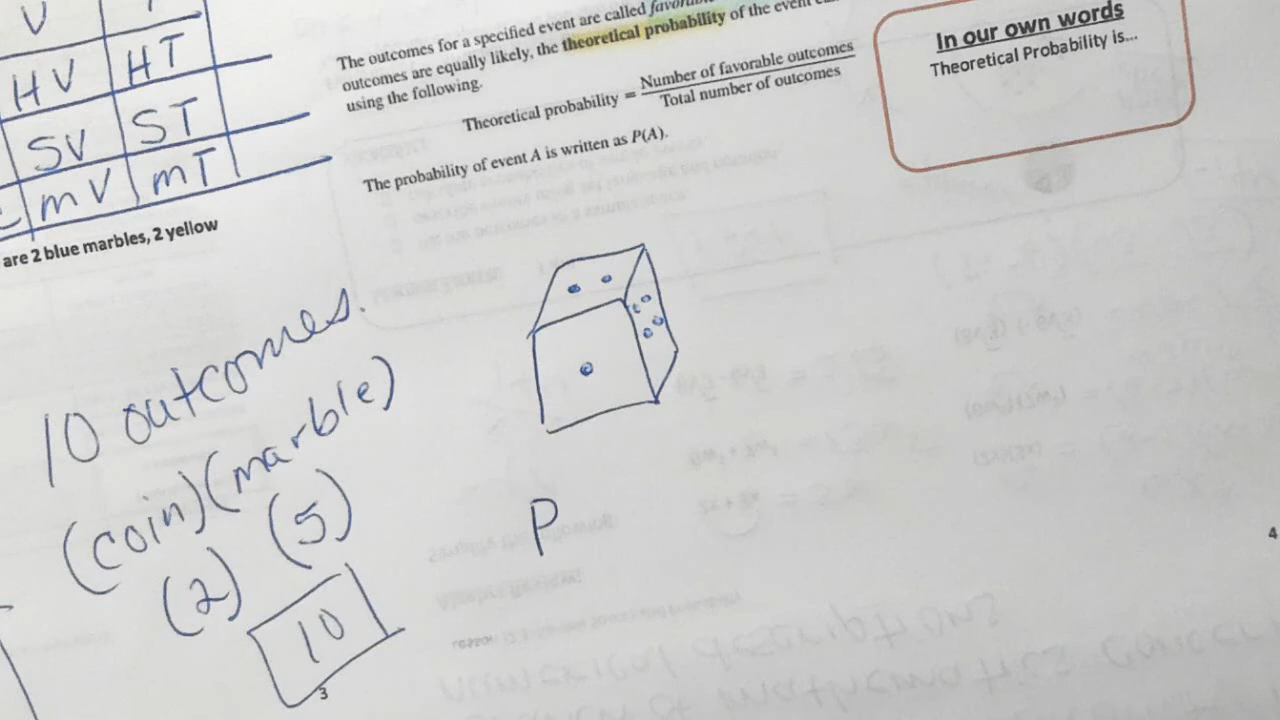 V
HV HT
SV ST
mV mT
are 2 blue marbles, 2 yellow
10 outcomes.
(coin)(marble)
(2) (5)
10
3
The outcomes for a specified event are called favorable
outcomes are equally likely, the theoretical probability of the event
using the following.
Theoretical probability = Number of favorable outcomes
Total number of outcomes
The probability of event A is written as P(A).
In our own words
Theoretical Probability is...
P
4